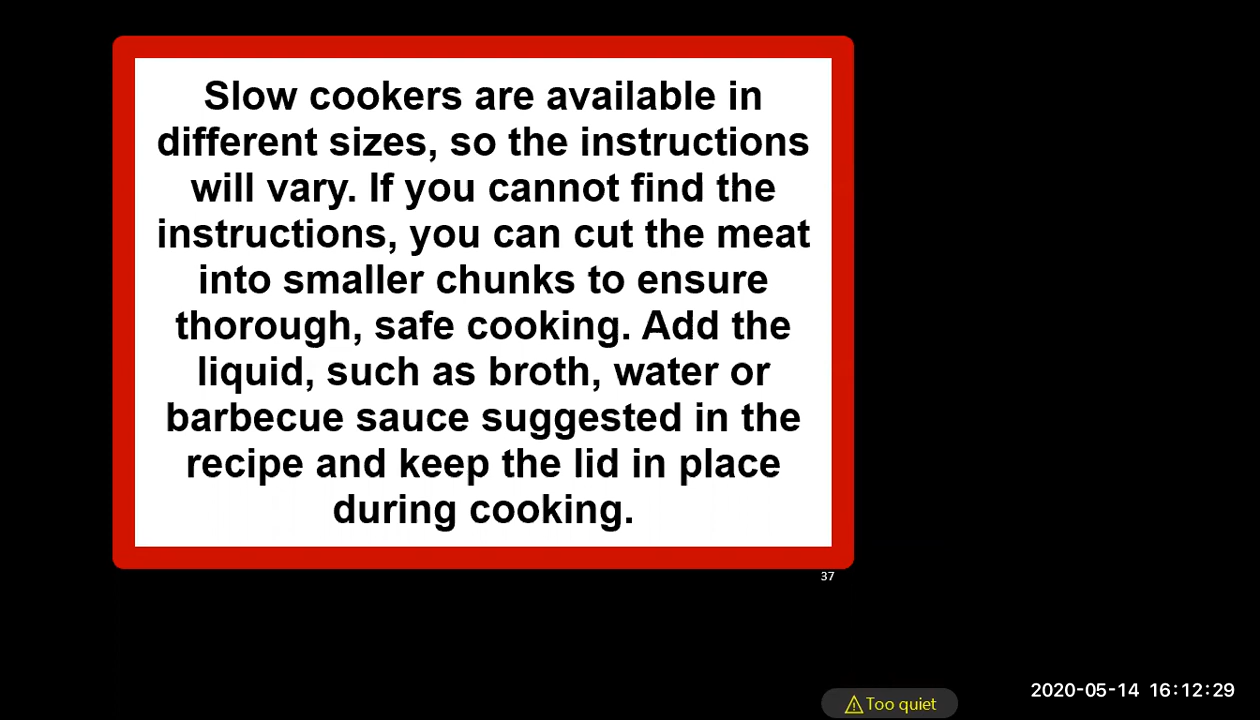 Slow cookers are available in
different sizes, so the instructions
will vary. If you cannot find the
instructions, you can cut the meat
into smaller chunks to ensure
thorough, safe cooking. Add the
liquid, such as broth, water or
barbecue sauce suggested in the
recipe and keep the lid in place
during cooking.
37
Too quiet
2020-05-14 16:12:29